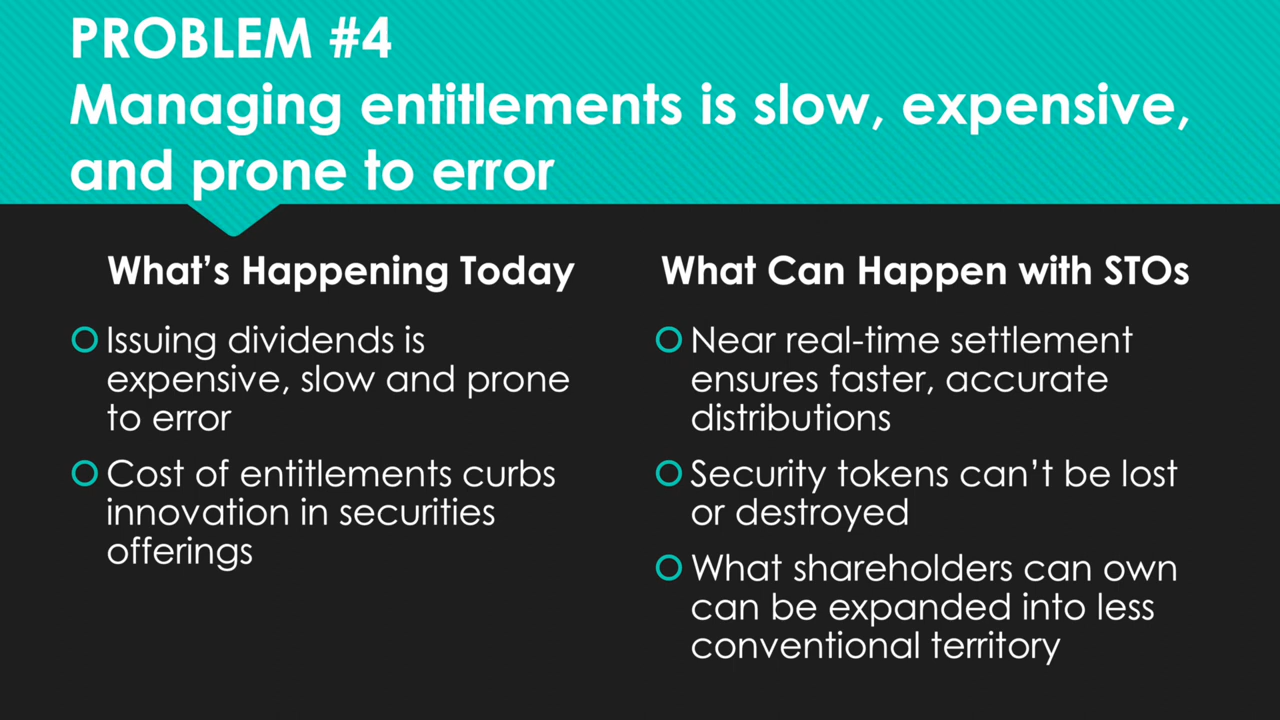 PROBLEM #4
Managing entitlements is slow, expensive,
and prone to error
What's Happening Today
Issuing dividends is
expensive, slow and prone
to error
Cost of entitlements curbs
innovation in securities
offerings
What Can Happen with STOs
Near real-time settlement
ensures faster, accurate
distributions
Security tokens can't be lost
or destroyed
What shareholders can own
can be expanded into less
conventional territory